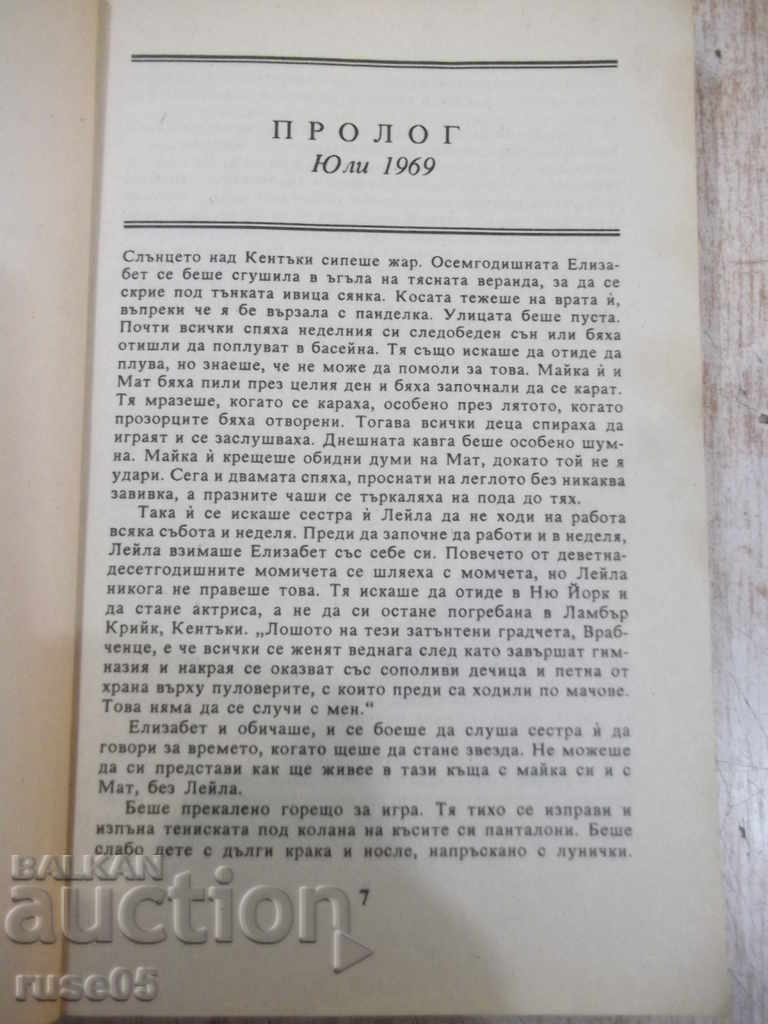 ПРОЛОГ
Юли 1969
Слънцето над Кентъки сипеше жар. Осемгодишната Елиза-
бет се беше сгушила в ъгъла на тясната веранда, за да се
скрие под тънката ивица сянка. Косата тежеше на врата ѝ,
въпреки че я бе вързала с панделка. Улицата беше пуста.
Почти всички спяха неделния си следобеден сън или бяха
отишли да поплуват в басейна. Тя също искаше да отиде да
плува, но знаеше, че не може да помоли за това. Майка ѝ и
Мат бяха пили през целия ден и бяха започнали да се карат.
Тя мразеше, когато се караха, особено през лятото, когато
прозорците бяха отворени. Тогава всички деца спираха да
играят и се заслушваха. Днешната кавга беше особено шум-
на. Майка ѝ крещеше обидни думи на Мат, докато той не я
удари. Сега и двамата спяха, проснати на леглото без никаква
завивка, а празните чаши се търкаляха на пода до тях.
Така ѝ се искаше сестра ѝ Лейла да не ходи на работа
всяка събота и неделя. Преди да започне да работи и в неделя,
Лейла взимаше Елизабет със себе си. Повечето от деветна-
десетгодишните момичета се шляеха с момчета, но Лейла
никога не правеше това. Тя искаше да отиде в Ню Йорк и
да стане актриса, а не да си остане погребана в Ламбър
Крийк, Кентъки. „Лошото на тези затънтени градчета, Враб-
ченце, е че всички се женят веднага след като завършат гим-
назия и накрая се оказват със сополиви дечица и петна от
храна върху пуловерите, с които преди са ходили по мачове.
Това няма да се случи с мен.“
Елизабет и обичаше, и се боеше да слуша сестра ѝ да
говори за времето, когато щеше да стане звезда. Не можеше
да си представи как ще живее в тази къща с майка си и с
Мат, без Лейла.
Беше прекалено горещо за игра. Тя тихо се изправи и
изпъна тениската под колана на късите си панталони. Беше
слабо дете с дълги крака и носле, напръскано с лунички.
7
BALKAN
auction
ruse05